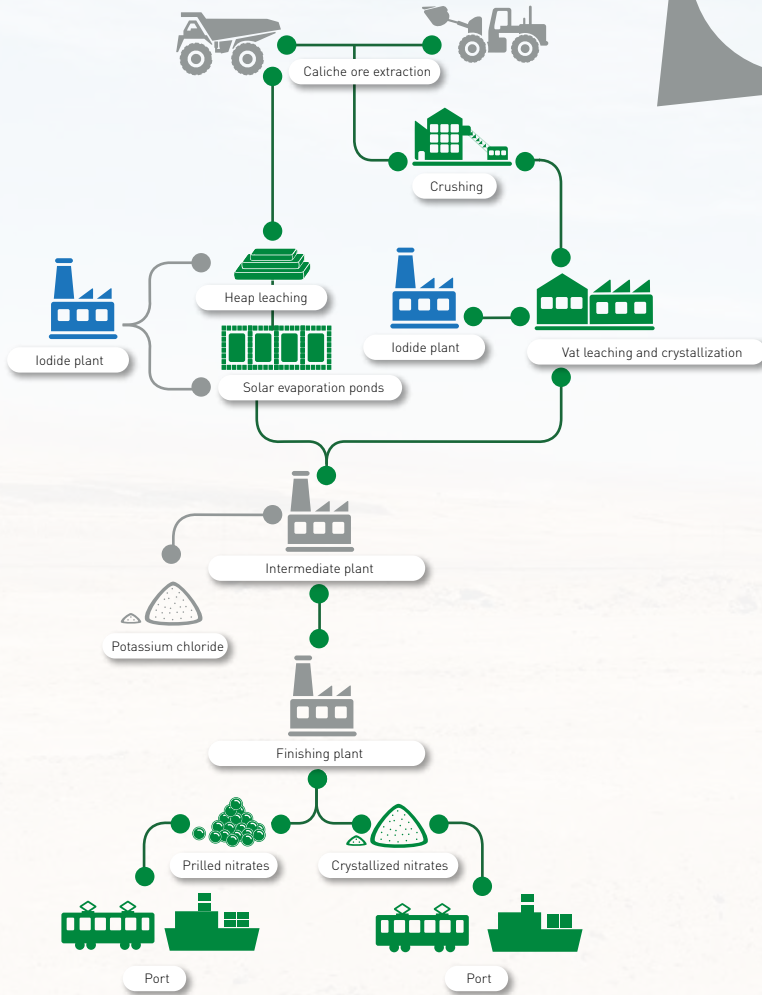 Caliche ore extraction
Crushing
Heap leaching
Iodide plant
Iodide plant
Vat leaching and crystallization
Solar evaporation ponds
Intermediate plant
Potassium chloride
Finishing plant
Prilled nitrates
Crystallized nitrates
Port
Port